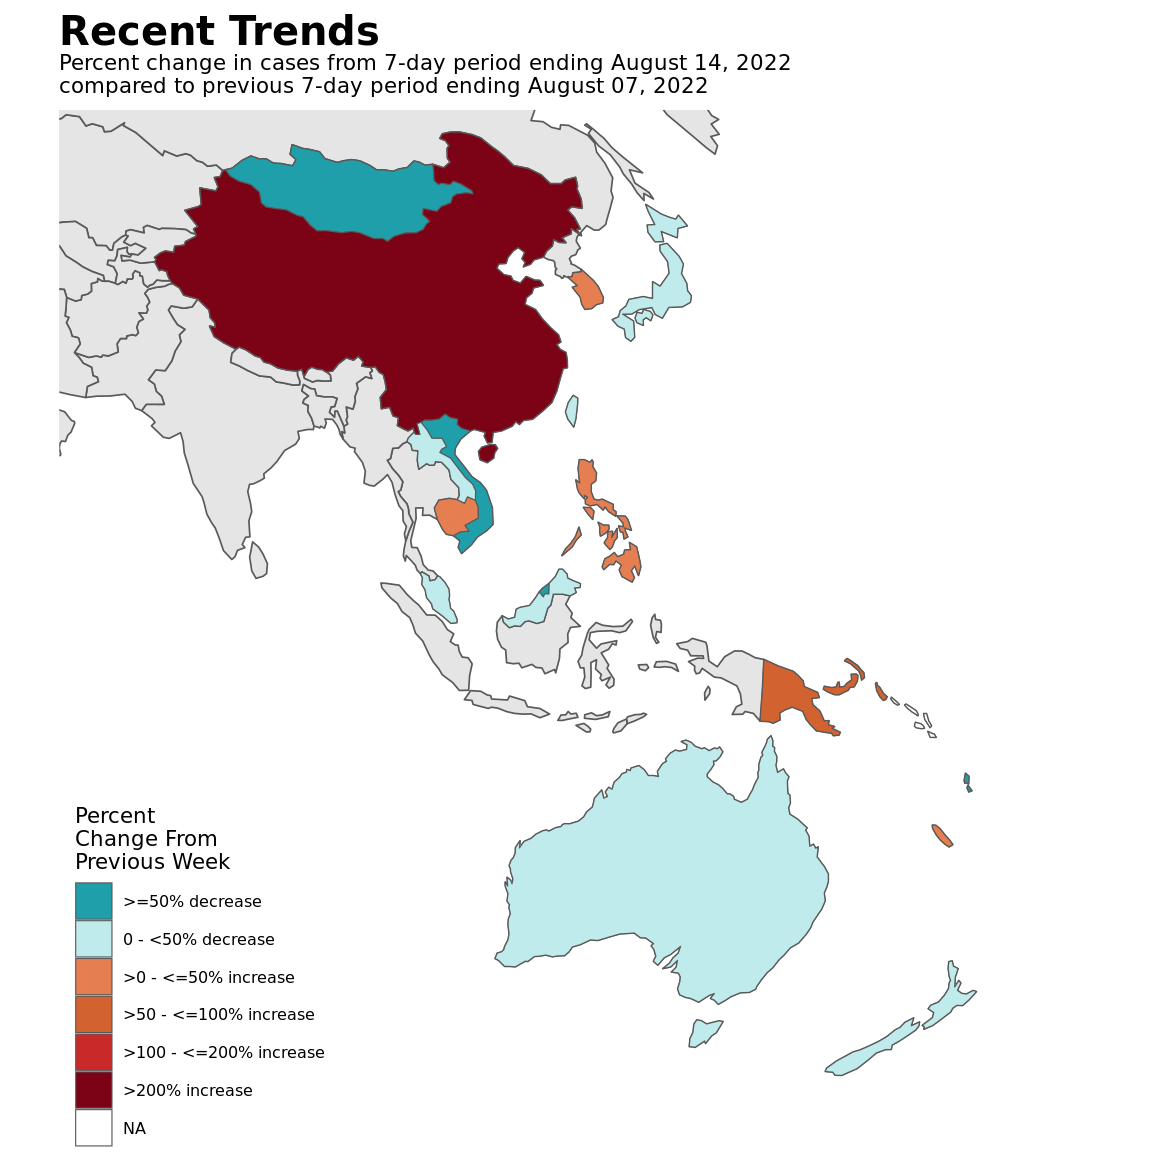 Recent Trends
Percent change in cases from 7-day period ending August 14, 2022
compared to previous 7-day period ending August 07, 2022
Percent
Change From
Previous Week
>=50% decrease
0 - <50% decrease
>0 - <=50% increase
>50 - <=100% increase
>100 - <=200% increase
>200% increase
NA